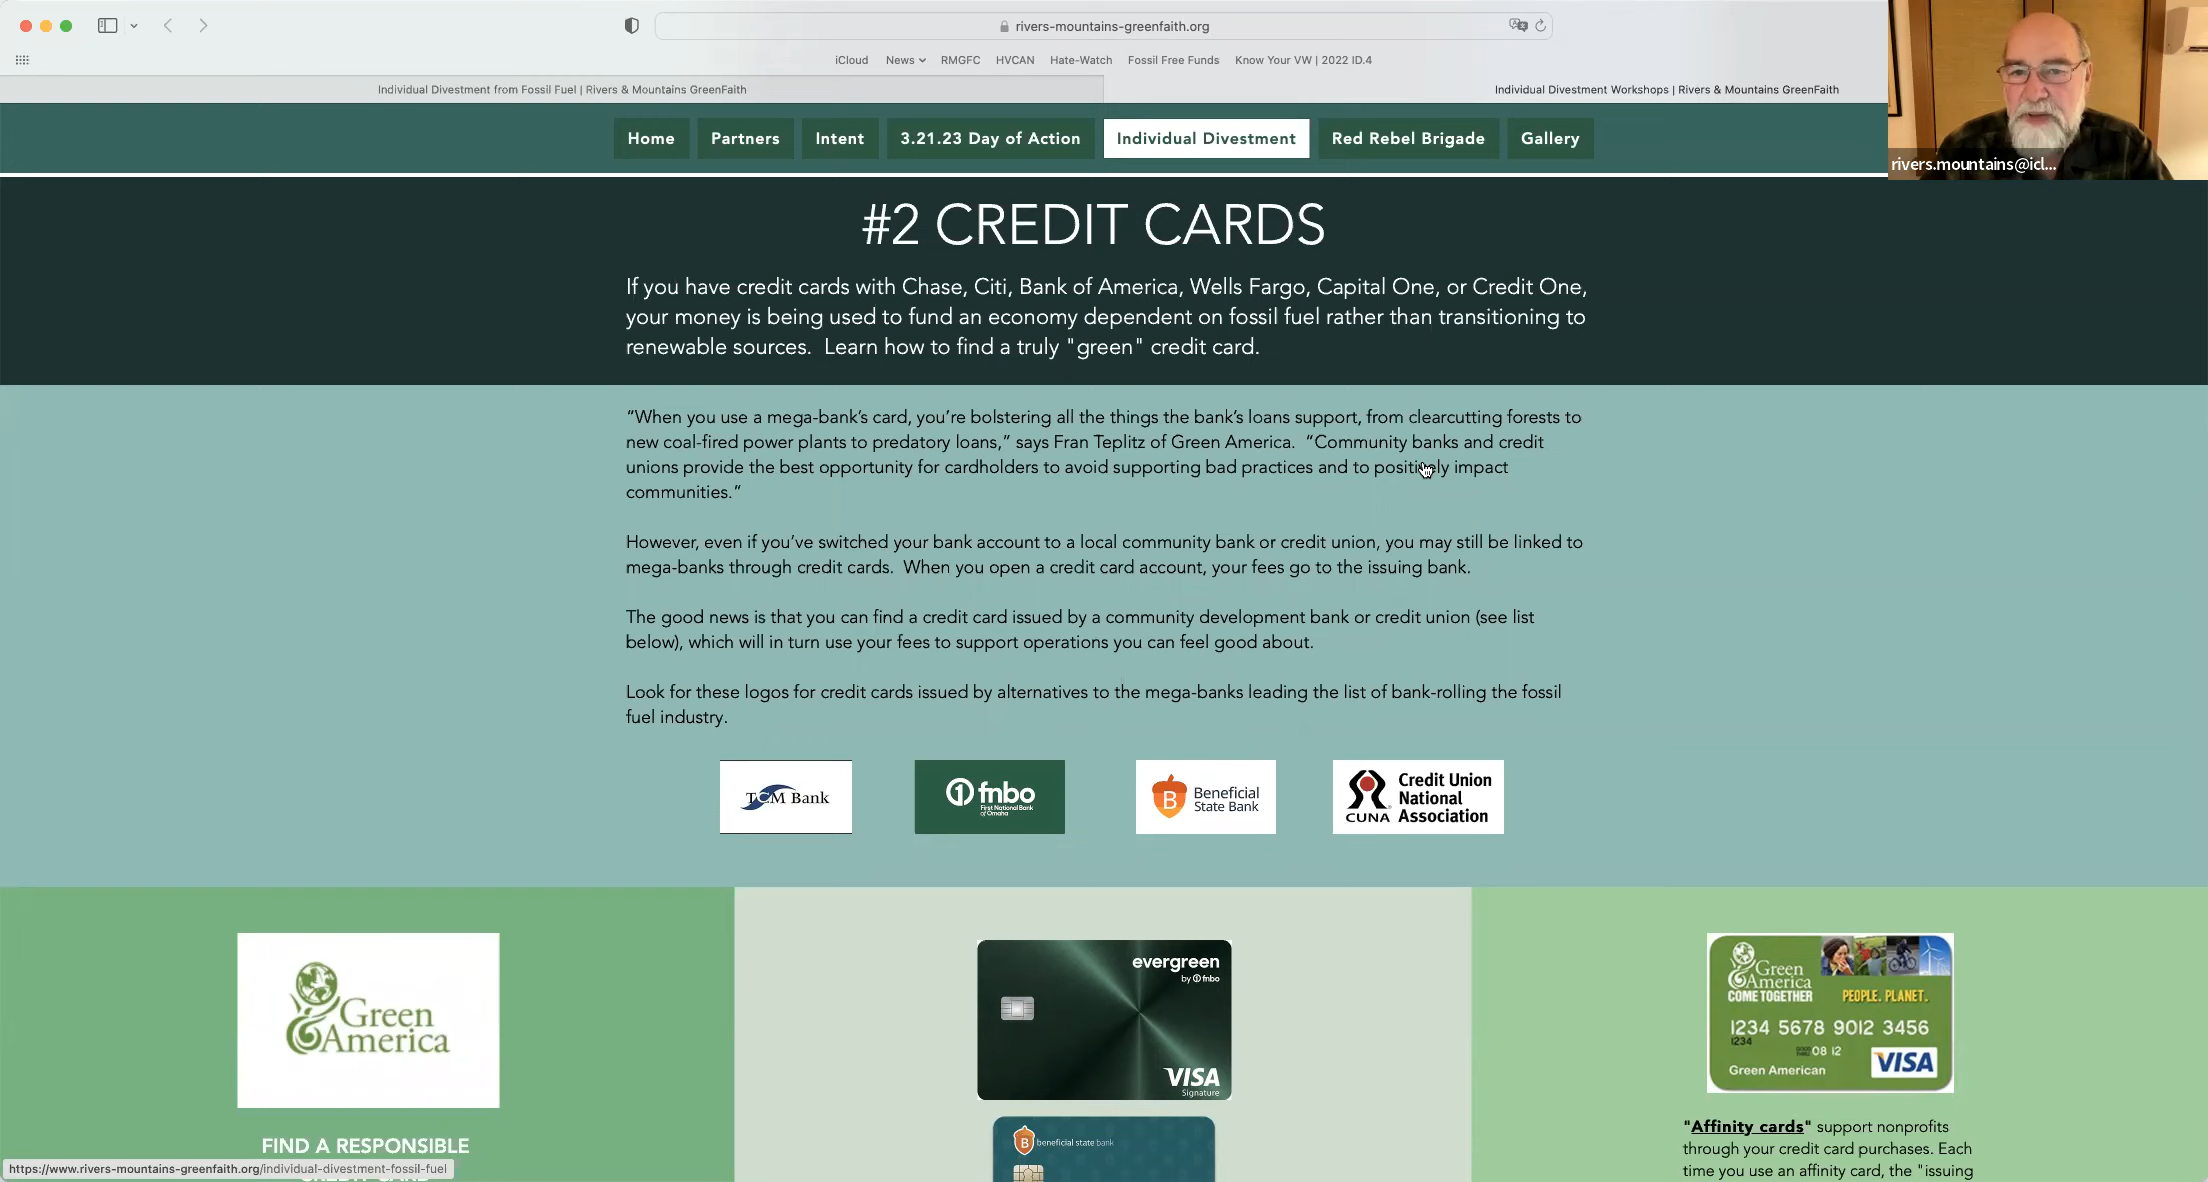 rivers-mountains-greenfaith.org
iCloud News RMGFC HVCAN Hate-Watch Fossil Free Funds Know Your VW | 2022 ID.4
Individual Divestment from Fossil Fuel | Rivers & Mountains GreenFaith
Individual Divestment Workshops | Rivers & Mountains GreenFaith
Home Partners Intent 3.21.23 Day of Action Individual Divestment Red Rebel Brigade Gallery
rivers.mountains@icl...
#2 CREDIT CARDS
If you have credit cards with Chase, Citi, Bank of America, Wells Fargo, Capital One, or Credit One,
your money is being used to fund an economy dependent on fossil fuel rather than transitioning to
renewable sources. Learn how to find a truly "green" credit card.
“When you use a mega-bank’s card, you’re bolstering all the things the bank’s loans support, from clearcutting forests to
new coal-fired power plants to predatory loans,” says Fran Teplitz of Green America. “Community banks and credit
unions provide the best opportunity for cardholders to avoid supporting bad practices and to positively impact
communities.”
However, even if you’ve switched your bank account to a local community bank or credit union, you may still be linked to
mega-banks through credit cards. When you open a credit card account, your fees go to the issuing bank.
The good news is that you can find a credit card issued by a community development bank or credit union (see list
below), which will in turn use your fees to support operations you can feel good about.
Look for these logos for credit cards issued by alternatives to the mega-banks leading the list of bank-rolling the fossil
fuel industry.
TCM Bank
fnbo
First National Bank
of Omaha
B Beneficial
State Bank
Credit Union
National
CUNA Association
Green
America
FIND A RESPONSIBLE
https://www.rivers-mountains-greenfaith.org/individual-divestment-fossil-fuel
evergreen
by fnbo
VISA
Signature
B beneficial state bank
Green
America
COME TOGETHER PEOPLE. PLANET.
1234 5678 9012 3456
1234
08 12
Green American VISA
"Affinity cards" support nonprofits
through your credit card purchases. Each
time you use an affinity card, the "issuing